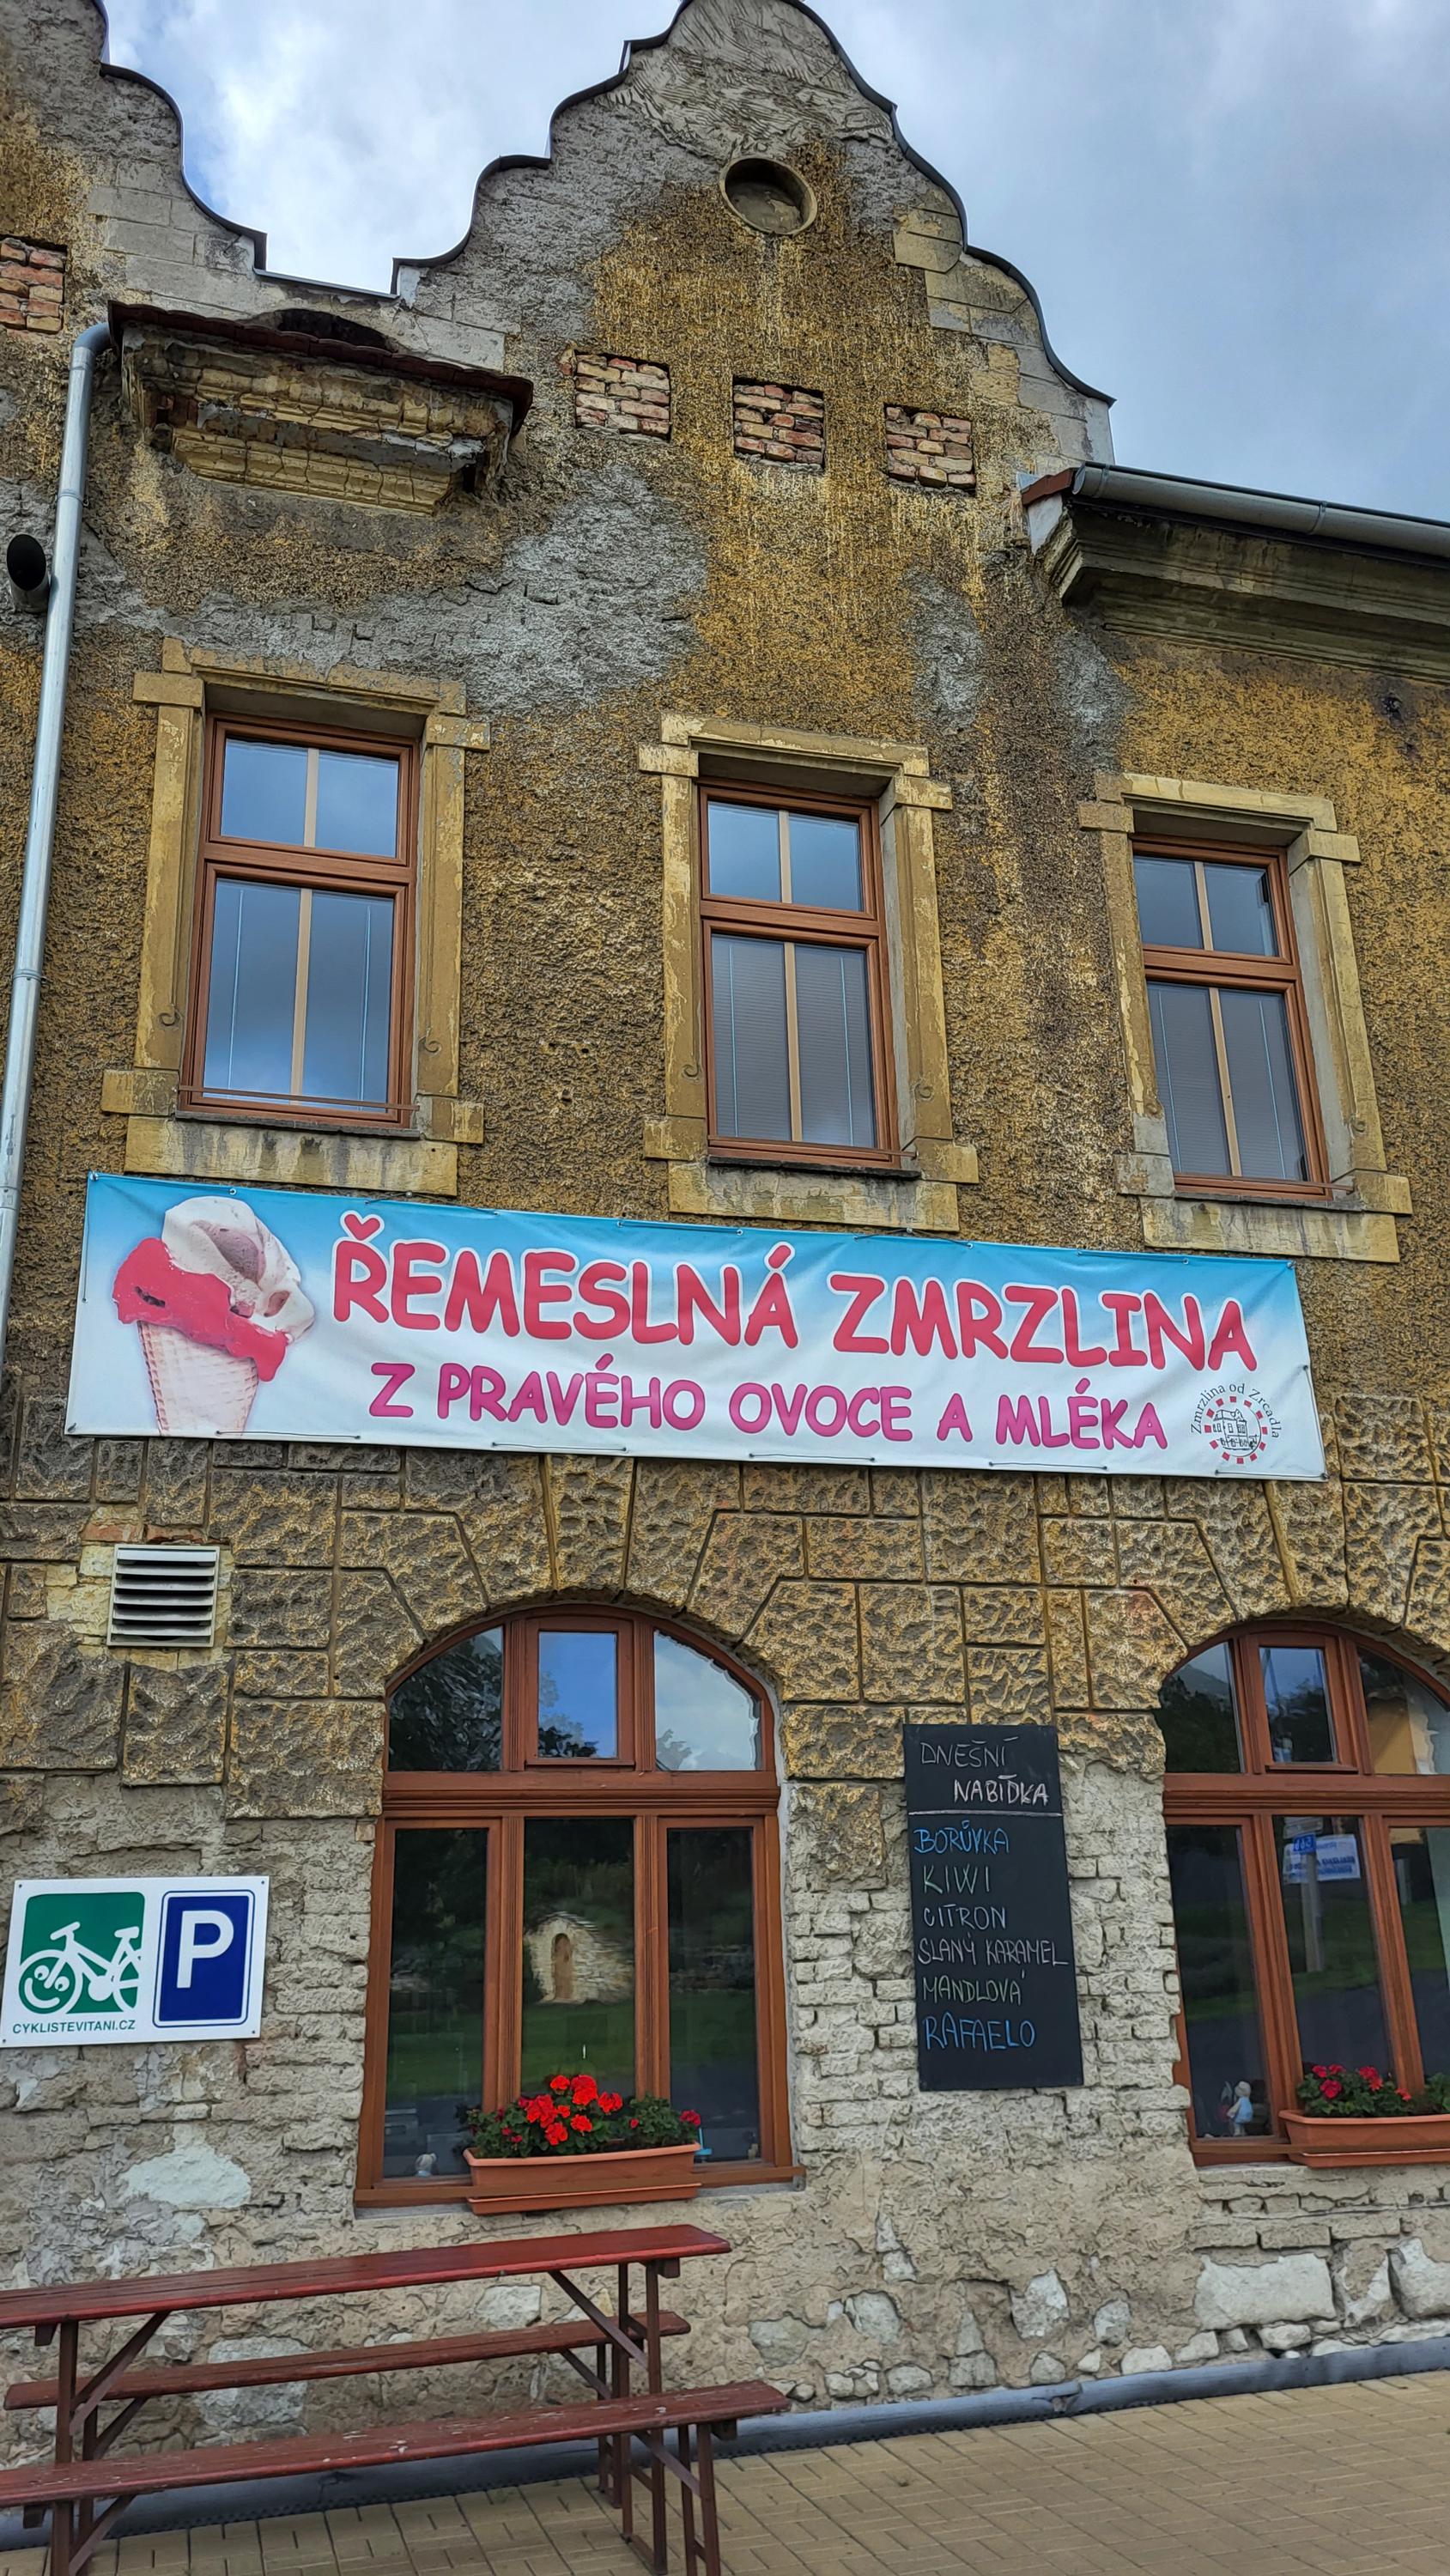 ŘEMESLNÁ ZMRZLINA
Z PRAVÉHO OVOCE A MLÉKA
Zmrzlina od Zrcadla
DNEŠNÍ
NABÍDKA
BORŮVKA
KIWI
CITRON
SLANÝ KARAMEL
MANDLOVÁ
RAFAELO
P
CYKLISTEVITANI.CZ